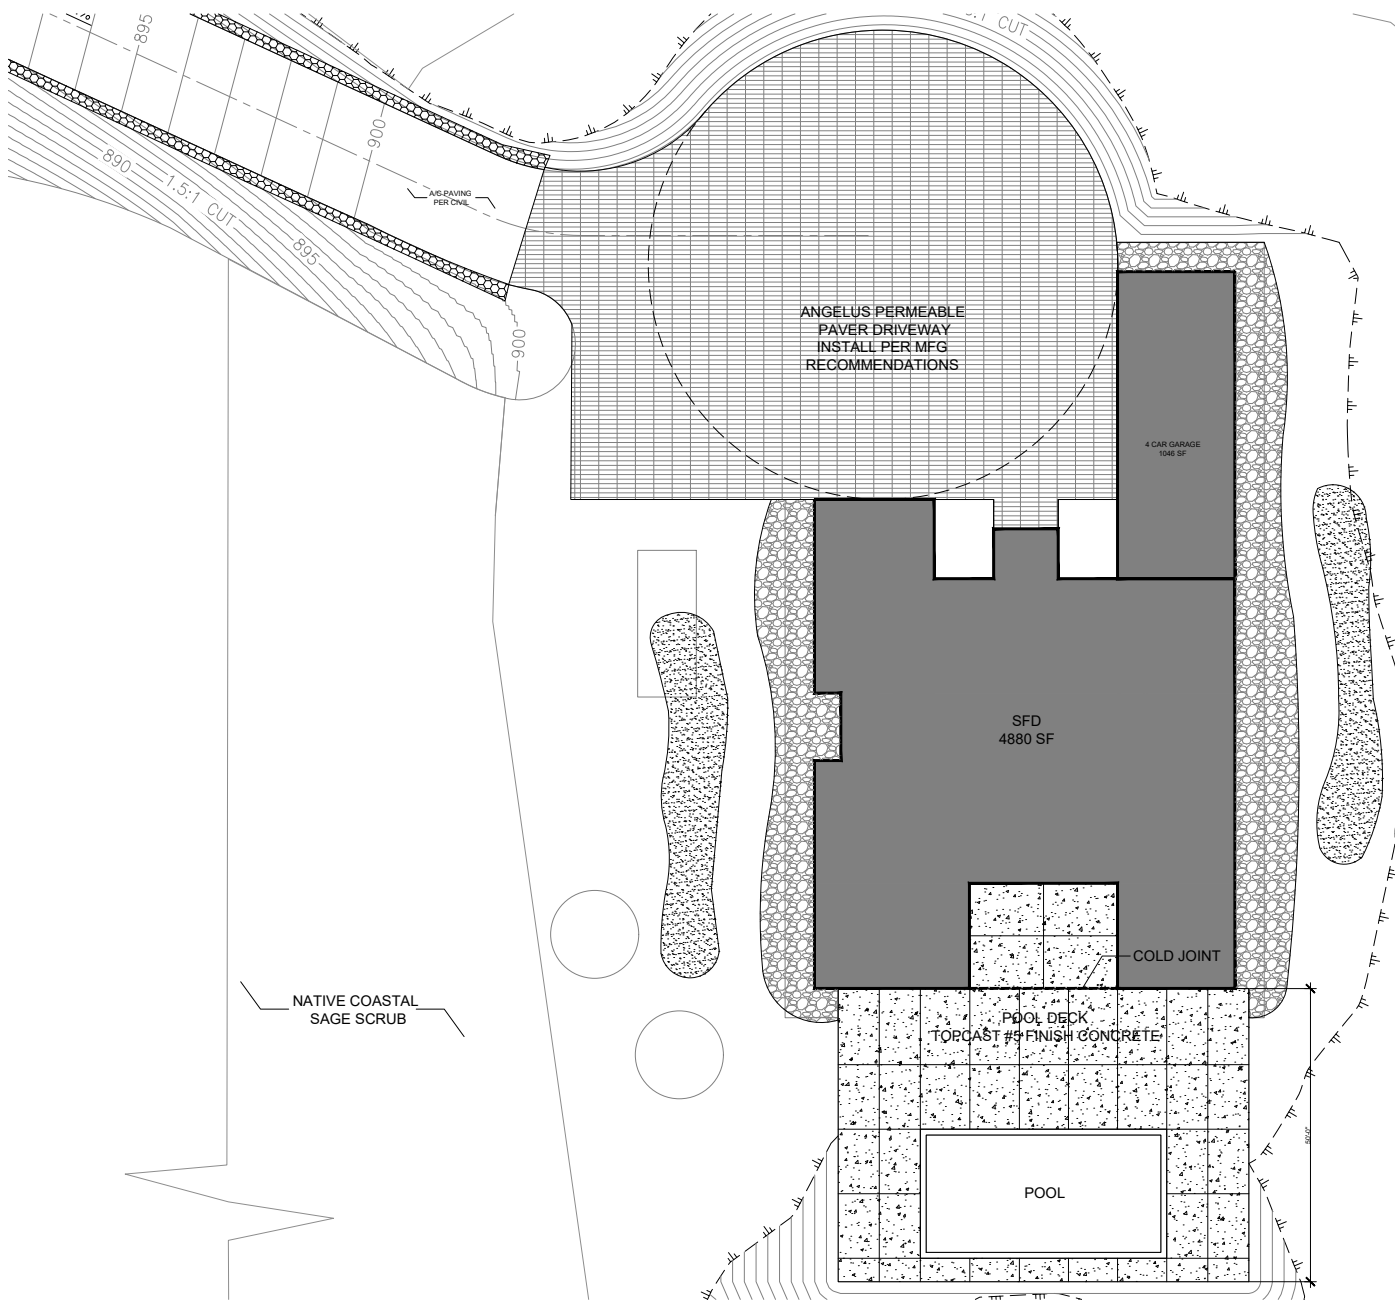 895
5:1 CUT
900
890
1.5:1 CUT
A/C PAVING
PER CIVIL
895
900
ANGELUS PERMEABLE
PAVER DRIVEWAY
INSTALL PER MFG
RECOMMENDATIONS
4 CAR GARAGE
1046 SF
SFD
4880 SF
COLD JOINT
NATIVE COASTAL
SAGE SCRUB
POOL DECK
TOPCAST #5 FINISH CONCRETE
50'-0"
POOL